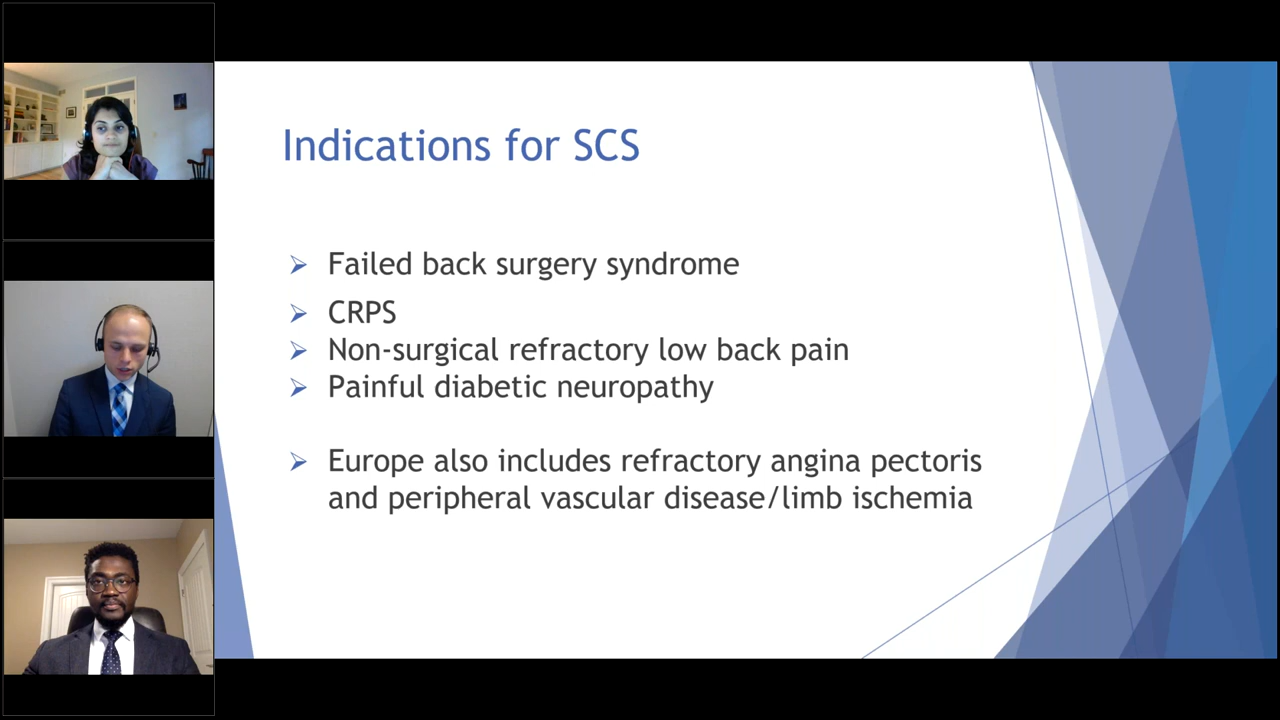 Indications for SCS
Failed back surgery syndrome
CRPS
Non-surgical refractory low back pain
Painful diabetic neuropathy
Europe also includes refractory angina pectoris
and peripheral vascular disease/limb ischemia